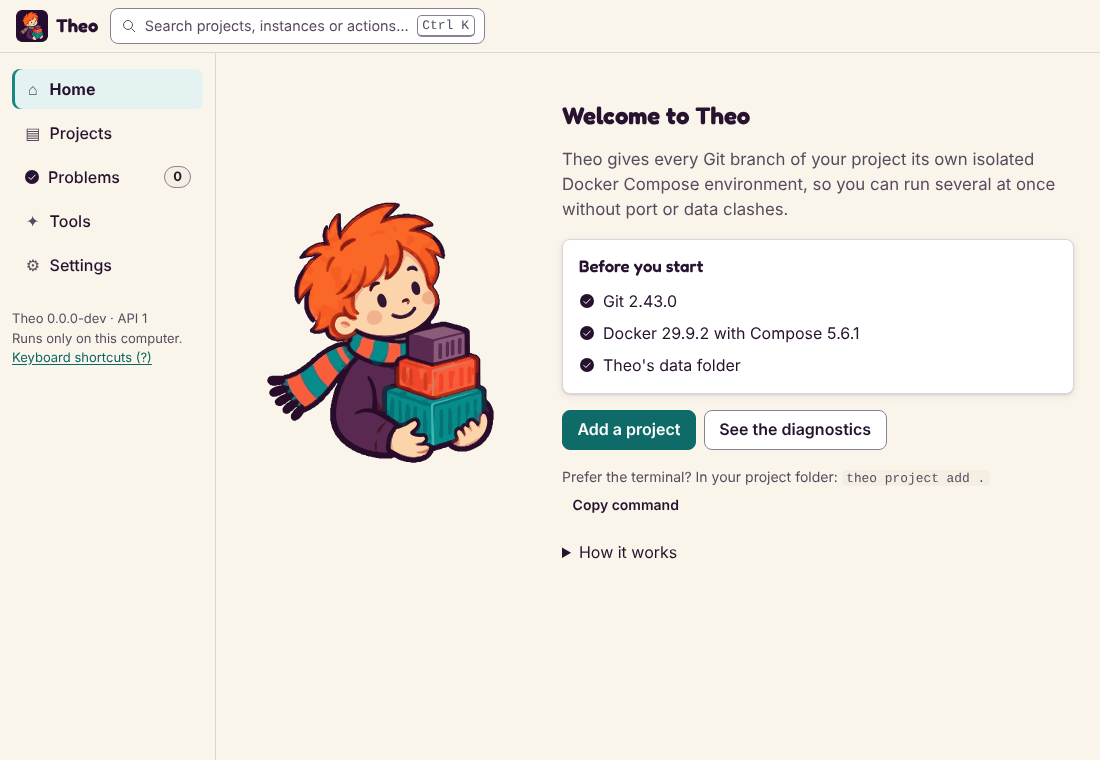 Theo
Search projects, instances or actions... Ctrl K
Home
Projects
Problems 0
Tools
Settings
Theo 0.0.0-dev · API 1
Runs only on this computer.
Keyboard shortcuts (?)
Welcome to Theo
Theo gives every Git branch of your project its own isolated
Docker Compose environment, so you can run several at once
without port or data clashes.
Before you start
Git 2.43.0
Docker 29.9.2 with Compose 5.6.1
Theo's data folder
Add a project
See the diagnostics
Prefer the terminal? In your project folder: theo project add .
Copy command
How it works